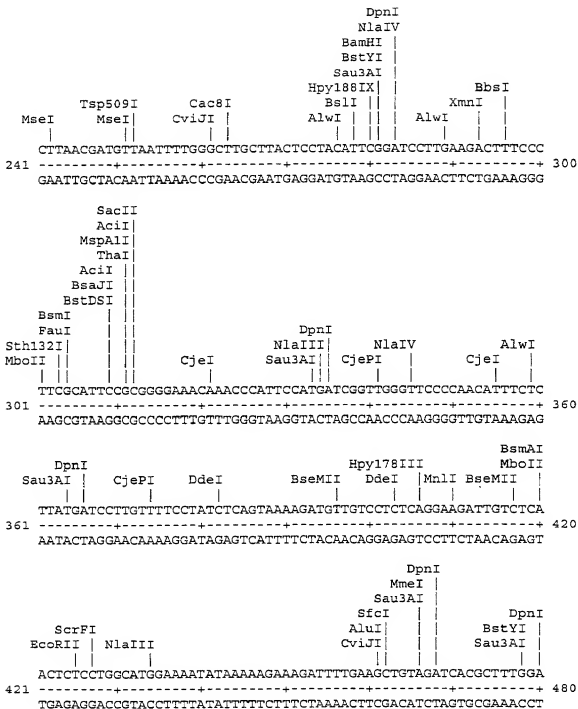 DpnI
NlaIV
BamHI
BstYI
Sau3AI
Hpy188IX
Tsp509I Cac8I BslI XmnI BbsI
MseI MseI CviJI AlwI AlwI
CTTAACGATGTTAATTTTGGGCTTGCTTACTCCTACATTCGGATCCTTGAAGACTTTCCC
241 ---------+---------+---------+---------+---------+---------+ 300
GAATTGCTACAATTAAAACCCGAACGAATGAGGATGTAAGCCTAGGAACTTCTGAAAGGG
SacII
AciI
MspA1I
ThaI
AciI
BsaJI
BstDSI
BsmI
FauI DpnI
Sth132I NlaIII NlaIV AlwI
MboII CjeI Sau3AI CjePI CjeI
TTCGCATTCCGCGGGGAAACAAACCCATTCCATGATCGGTTGGGTTCCCCAACATTTCTC
301 ---------+---------+---------+---------+---------+---------+ 360
AAGCGTAAGGCGCCCCTTTGTTTGGGTAAGGTACTAGCCAACCCAAGGGGTTGTAAAGAG
BsmAI
DpnI Hpy178III MboII
Sau3AI CjePI DdeI BseMII DdeI MnlI BseMII
TTATGATCCTTGTTTTCCTATCTCAGTAAAAGATGTTGTCCTCTCAGGAAGATTGTCTCA
361 ---------+---------+---------+---------+---------+---------+ 420
AATACTAGGAACAAAAGGATAGAGTCATTTTCTACAACAGGAGAGTCCTTCTAACAGAGT
DpnI
MmeI
Sau3AI
SfcI DpnI
ScrFI AluI BstYI
EcoRII NlaIII CviJI Sau3AI
ACTCTCCTGGCATGGAAAATATAAAAAGAAAGATTTTGAAGCTGTAGATCACGCTTTGGA
421 ---------+---------+---------+---------+---------+---------+ 480
TGAGAGGACCGTACCTTTTATATTTTTCTTTCTAAAACTTCGACATCTAGTGCGAAACCT